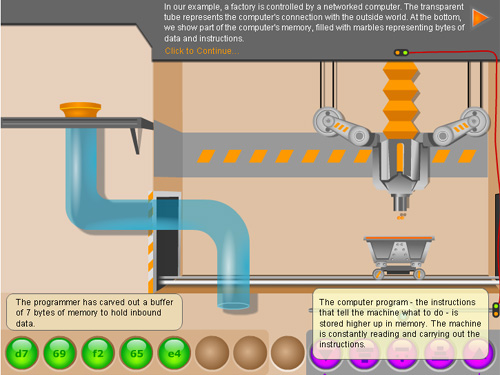 In our example, a factory is controlled by a networked computer. The transparent
tube represents the computer's connection with the outside world. At the bottom,
we show part of the computer's memory, filled with marbles representing bytes of
data and instructions.
Click to Continue...
The programmer has carved out a buffer
of 7 bytes of memory to hold inbound
data.
The computer program - the instructions
that tell the machine what to do - is
stored higher up in memory. The machine
is constantly reading and carrying out the
instructions.
d7 69 f2 65 e4